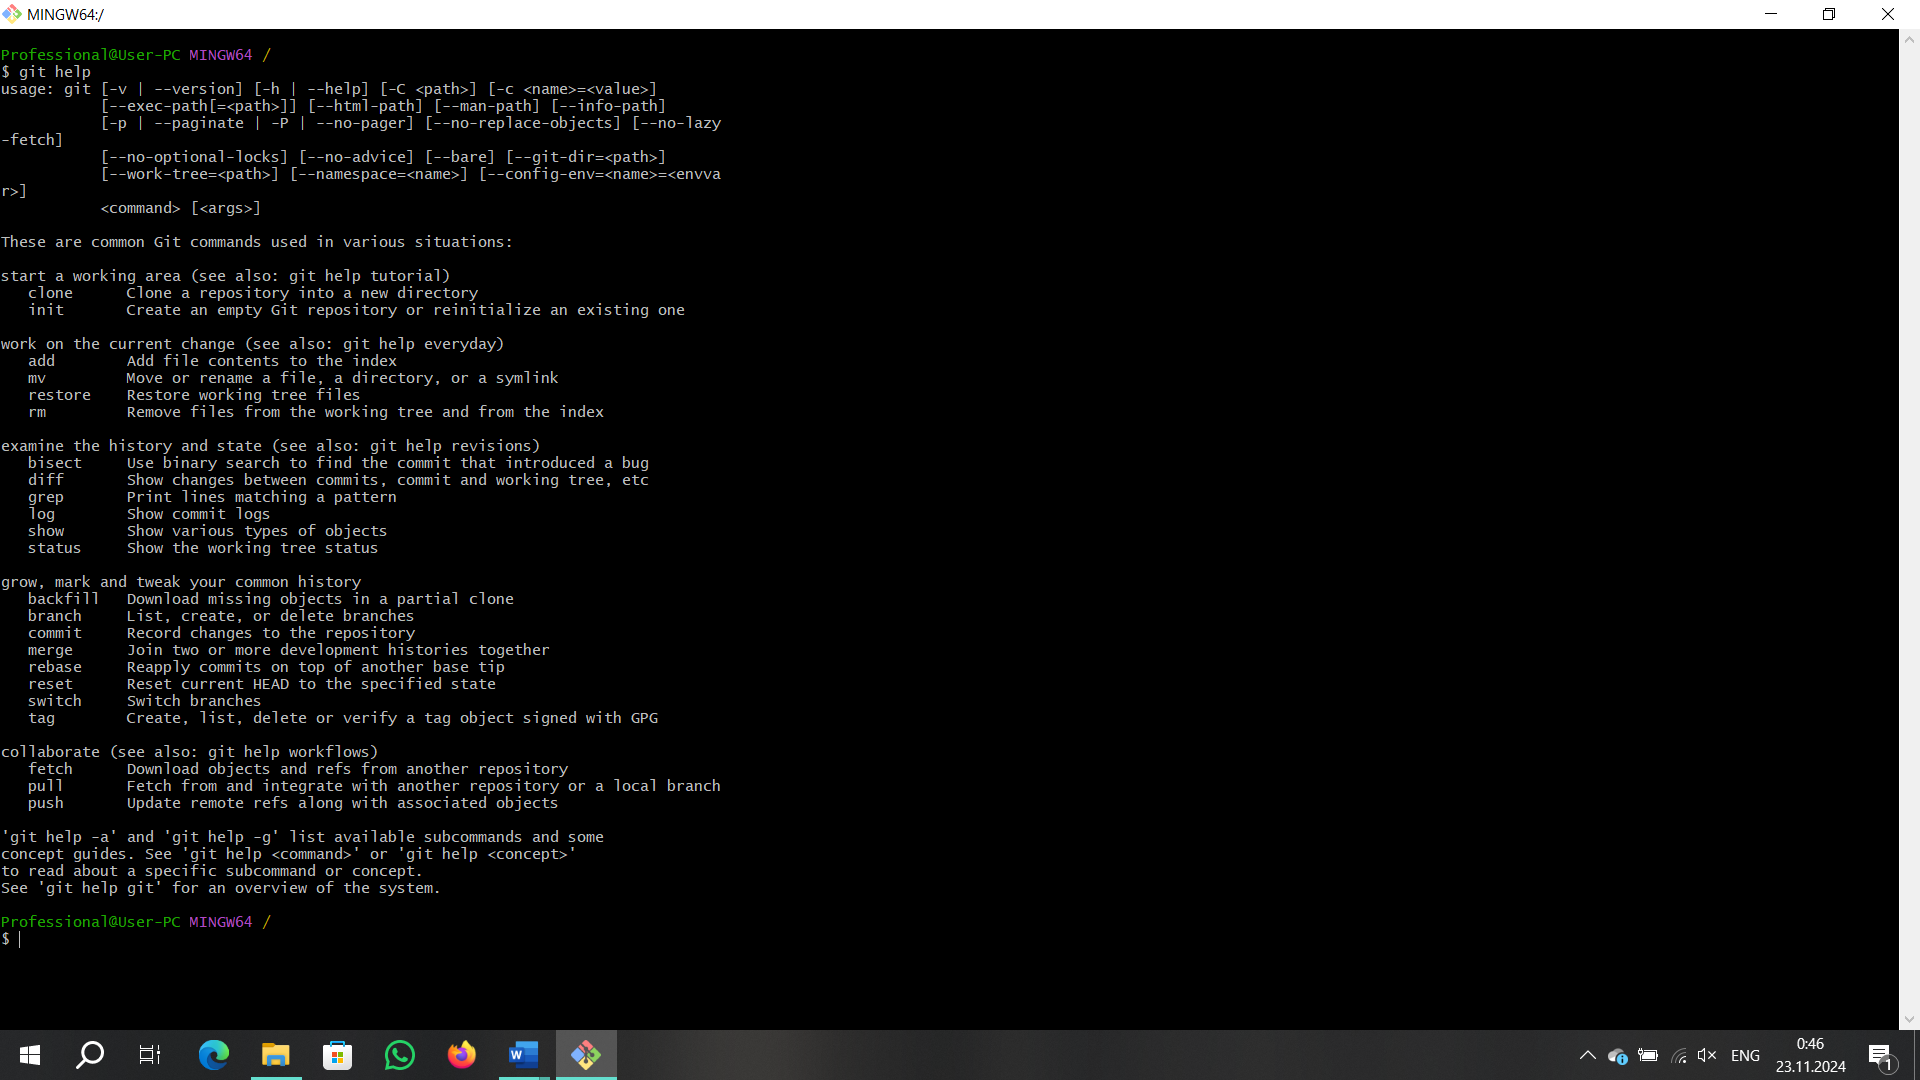 MINGW64:/
Professional@User-PC MINGW64 /
$ git help
usage: git [-v | --version] [-h | --help] [-C <path>] [-c <name>=<value>]
           [--exec-path[=<path>]] [--html-path] [--man-path] [--info-path]
           [-p | --paginate | -P | --no-pager] [--no-replace-objects] [--no-lazy
-fetch]
           [--no-optional-locks] [--no-advice] [--bare] [--git-dir=<path>]
           [--work-tree=<path>] [--namespace=<name>] [--config-env=<name>=<envva
r>]
           <command> [<args>]

These are common Git commands used in various situations:

start a working area (see also: git help tutorial)
   clone      Clone a repository into a new directory
   init       Create an empty Git repository or reinitialize an existing one

work on the current change (see also: git help everyday)
   add        Add file contents to the index
   mv         Move or rename a file, a directory, or a symlink
   restore    Restore working tree files
   rm         Remove files from the working tree and from the index

examine the history and state (see also: git help revisions)
   bisect     Use binary search to find the commit that introduced a bug
   diff       Show changes between commits, commit and working tree, etc
   grep       Print lines matching a pattern
   log        Show commit logs
   show       Show various types of objects
   status     Show the working tree status

grow, mark and tweak your common history
   backfill   Download missing objects in a partial clone
   branch     List, create, or delete branches
   commit     Record changes to the repository
   merge      Join two or more development histories together
   rebase     Reapply commits on top of another base tip
   reset      Reset current HEAD to the specified state
   switch     Switch branches
   tag        Create, list, delete or verify a tag object signed with GPG

collaborate (see also: git help workflows)
   fetch      Download objects and refs from another repository
   pull       Fetch from and integrate with another repository or a local branch
   push       Update remote refs along with associated objects

'git help -a' and 'git help -g' list available subcommands and some
concept guides. See 'git help <command>' or 'git help <concept>'
to read about a specific subcommand or concept.
See 'git help git' for an overview of the system.

Professional@User-PC MINGW64 /
$
W
ENG
0:46
23.11.2024
1